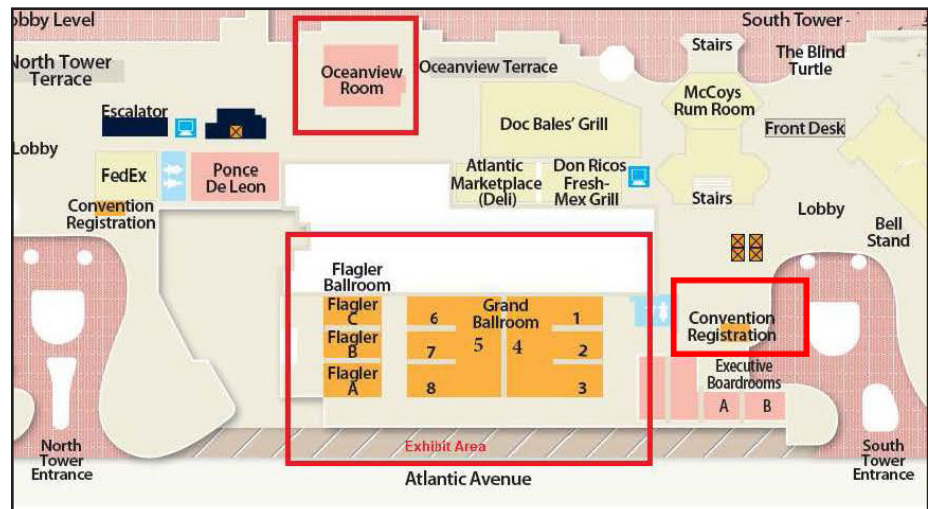 obby Level
South Tower -
North Tower
Terrace
Oceanview
Room
Oceanview Terrace
Stairs
The Blind
Turtle
McCoys
Rum Room
Escalator
Doc Bales' Grill
Front Desk
Lobby
FedEx
Ponce
De Leon
Atlantic
Marketplace
(Deli)
Don Ricos
Fresh-
Mex Grill
Stairs
Convention
Registration
Lobby
Bell
Stand
Flagler
Ballroom
Flagler
C
6
Grand
Ballroom
1
Convention
Registration
Flagler
B
7
5
4
2
Flagler
A
8
3
Executive
Boardrooms
A
B
North
Tower
Entrance
Exhibit Area
South
Tower
Entrance
Atlantic Avenue